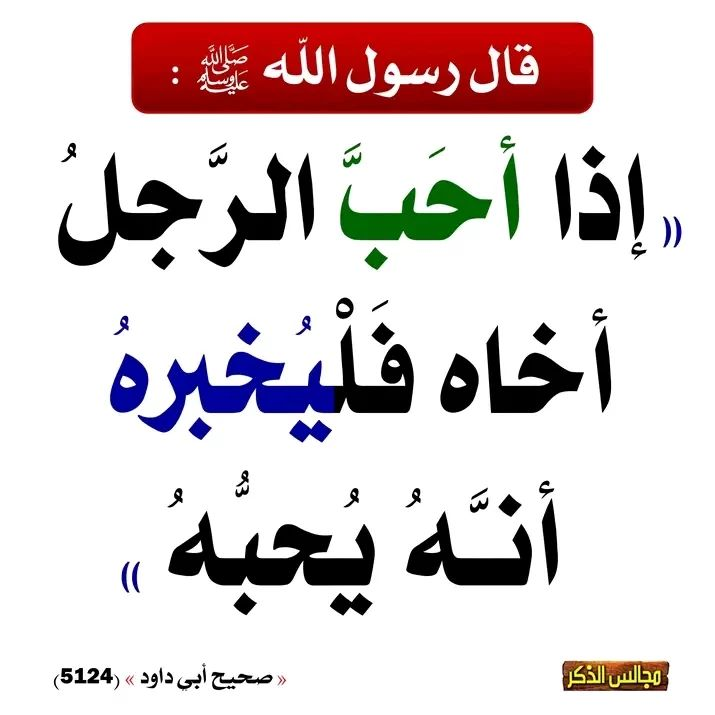 قال رسول الله ﷺ :
(( إذا أحَبَّ الرَّجلُ
أخاه فَلْيُخبرهُ
أنَّهُ يُحبُّهُ ))
« صحيح أبي داود » (5124)
مجالس الذكر